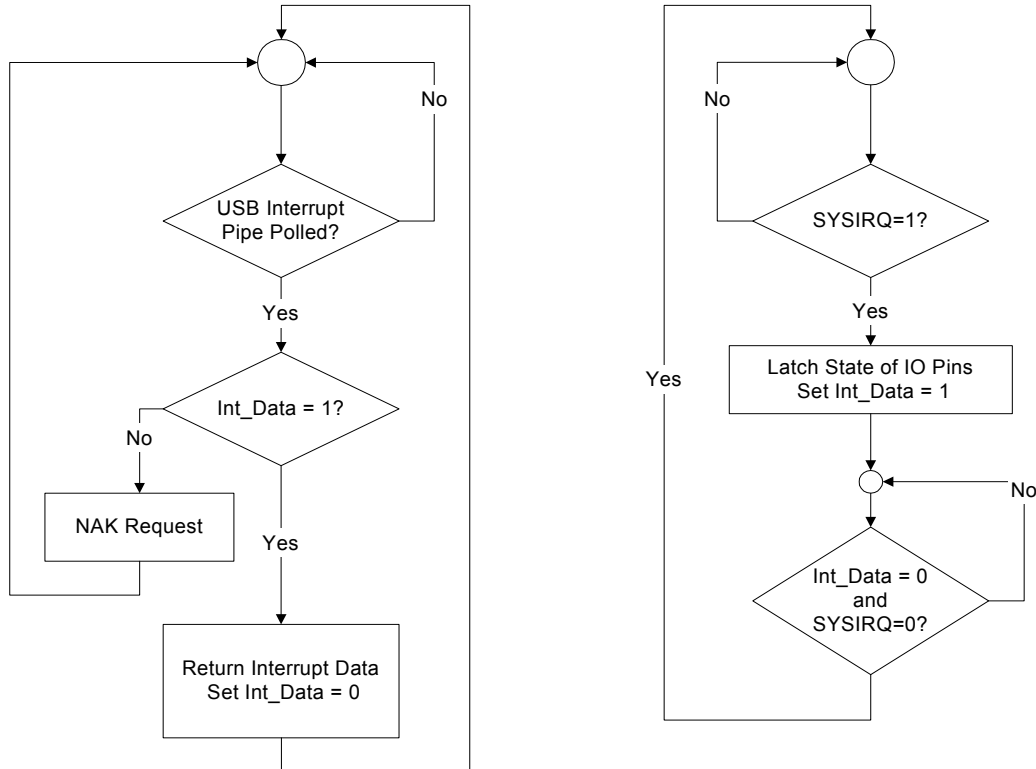 No
USB Interrupt
Pipe Polled?
Yes
Int_Data = 1?
No
NAK Request
Yes
Return Interrupt Data
Set Int_Data = 0
No
SYSIRQ=1?
Yes
Latch State of IO Pins
Set Int_Data = 1
Yes
No
Int_Data = 0
and
SYSIRQ=0?